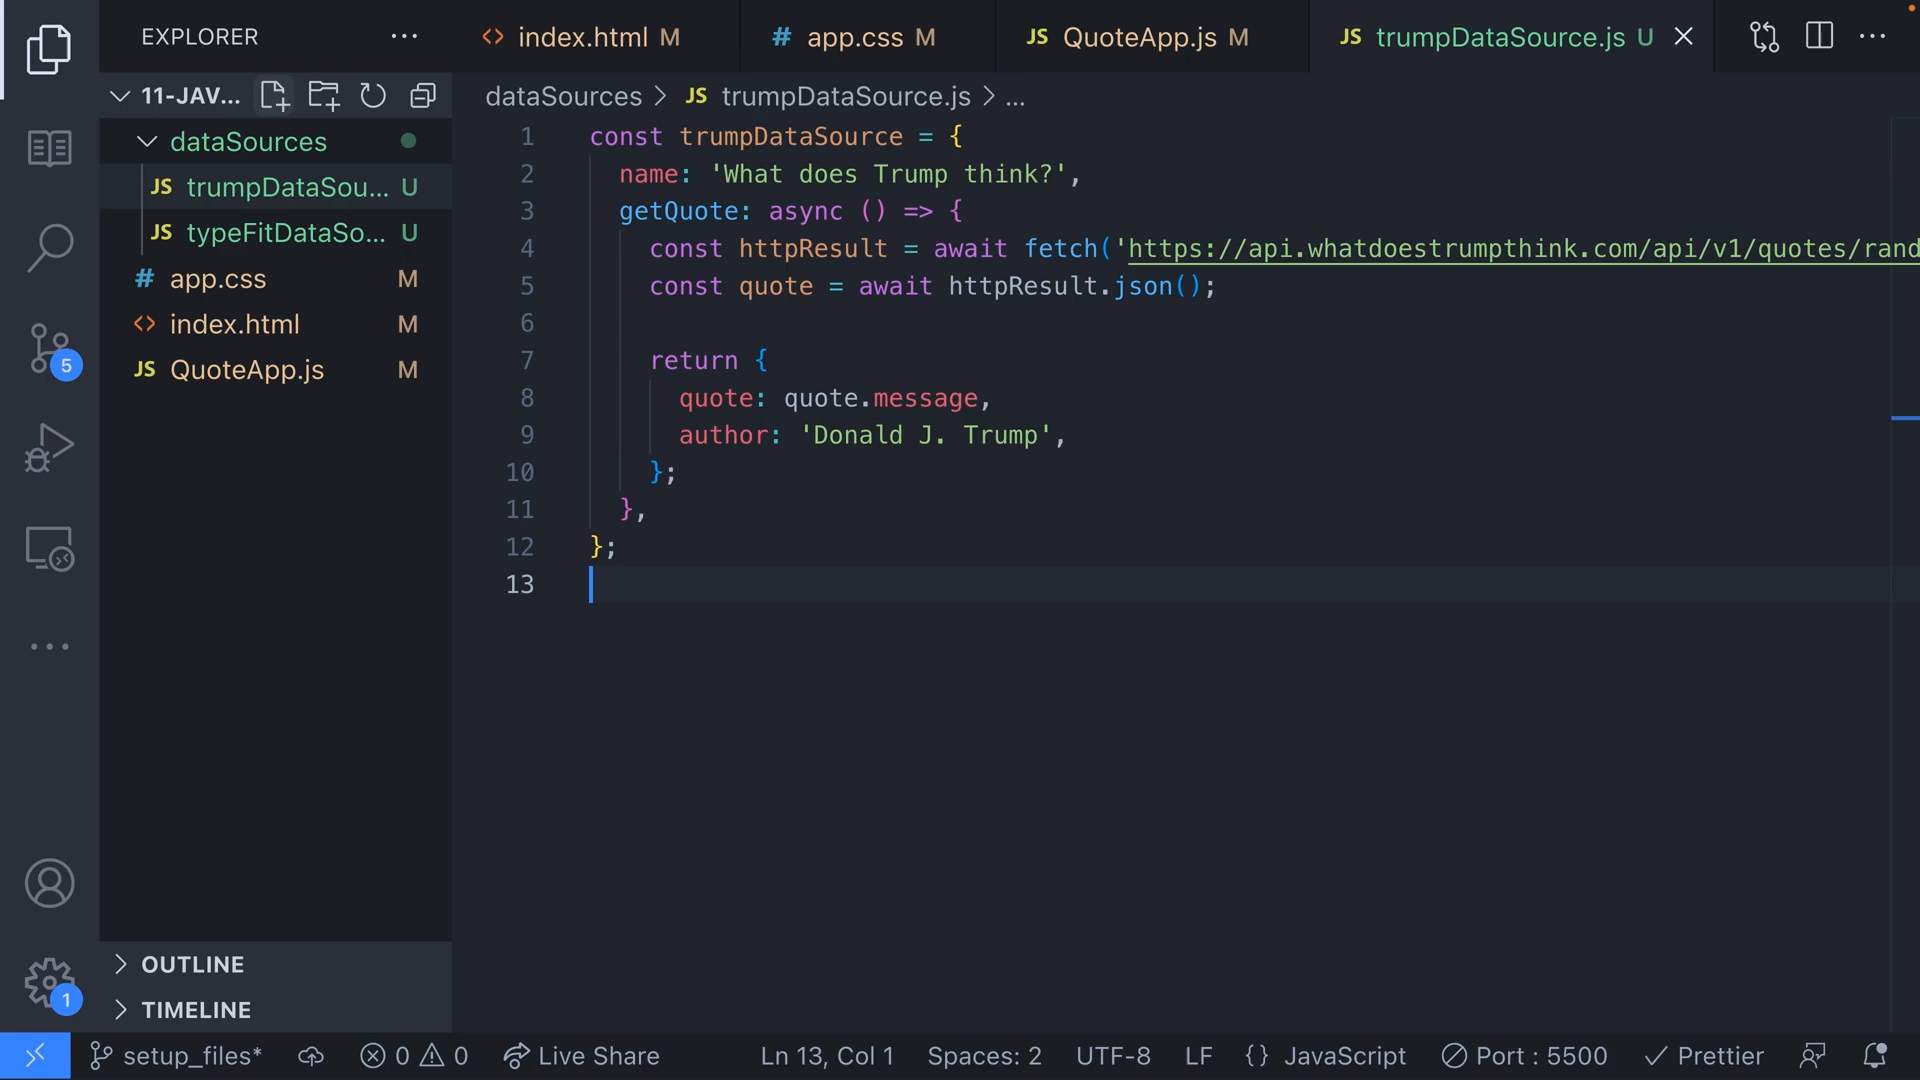 EXPLORER
11-JAV...
dataSources
JS trumpDataSou... U
JS typeFitDataSo... U
# app.css M
<> index.html M
JS QuoteApp.js M
OUTLINE
TIMELINE
5
1
<> index.html M
# app.css M
JS QuoteApp.js M
JS trumpDataSource.js U
dataSources > JS trumpDataSource.js > ...
1 const trumpDataSource = {
2 name: 'What does Trump think?',
3 getQuote: async () => {
4 const httpResult = await fetch('https://api.whatdoestrumpthink.com/api/v1/quotes/rand
5 const quote = await httpResult.json();
6
7 return {
8 quote: quote.message,
9 author: 'Donald J. Trump',
10 };
11 },
12 };
13
setup_files* 0 0 Live Share Ln 13, Col 1 Spaces: 2 UTF-8 LF {} JavaScript Port : 5500 Prettier